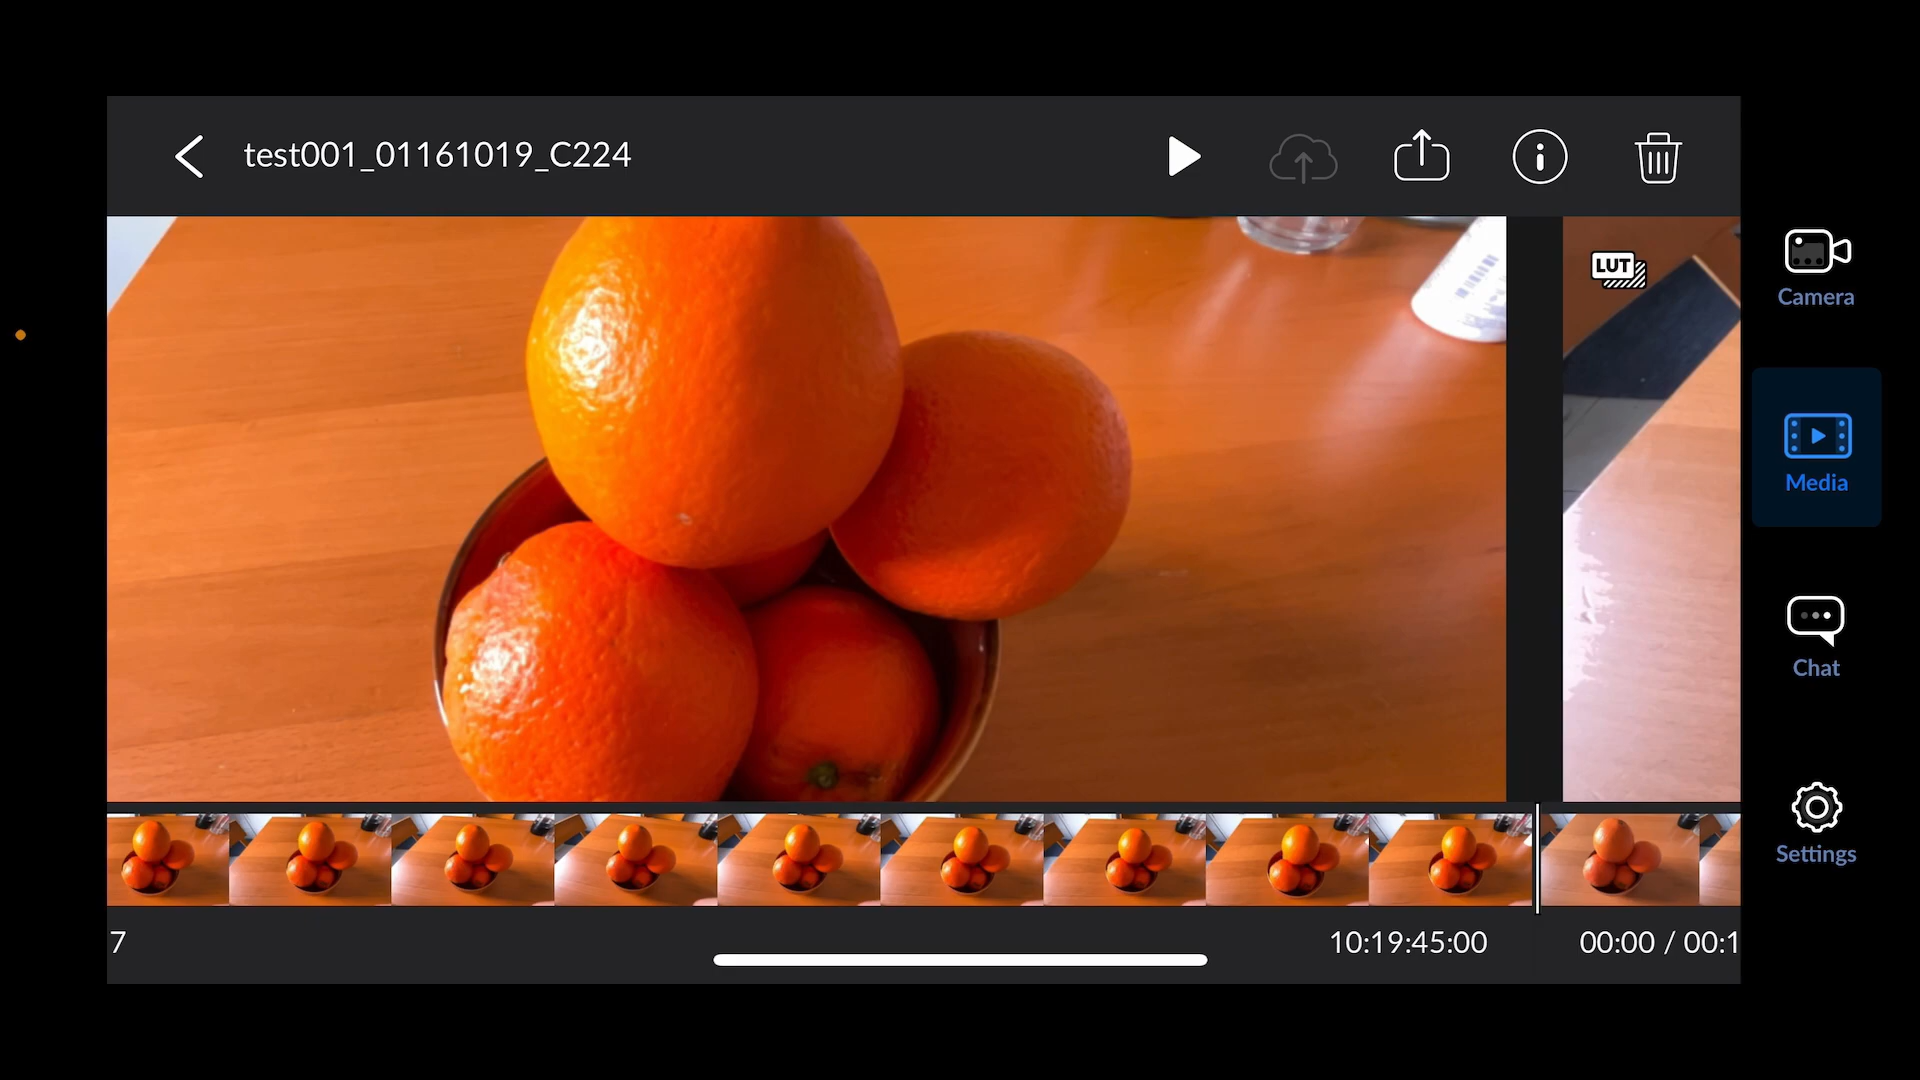 test001_01161019_C224
LUT
Camera
Media
Chat
Settings
7
10:19:45:00
00:00 / 00:1